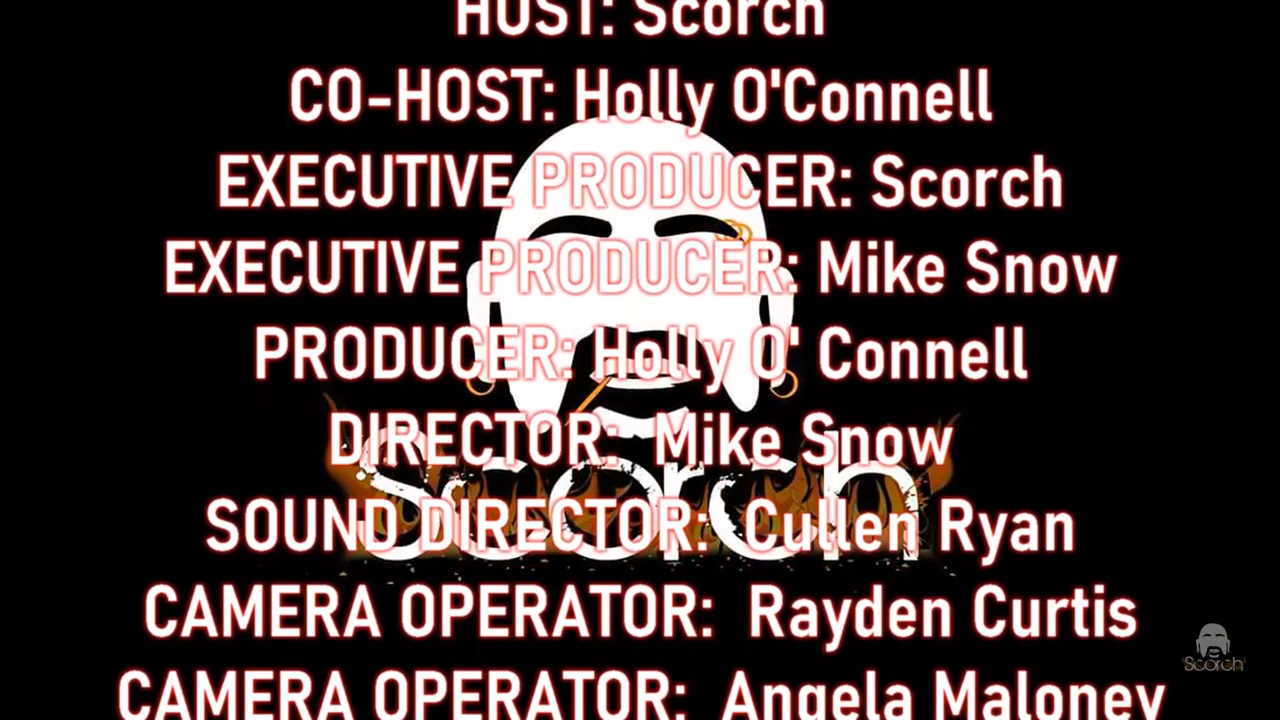 HOST: Scorch
CO-HOST: Holly O'Connell
EXECUTIVE PRODUCER: Scorch
EXECUTIVE PRODUCER: Mike Snow
PRODUCER: Holly O' Connell
DIRECTOR:  Mike Snow
Scorch
SOUND DIRECTOR:  Cullen Ryan
CAMERA OPERATOR:  Rayden Curtis
Scorch
CAMERA OPERATOR:  Angela Maloney